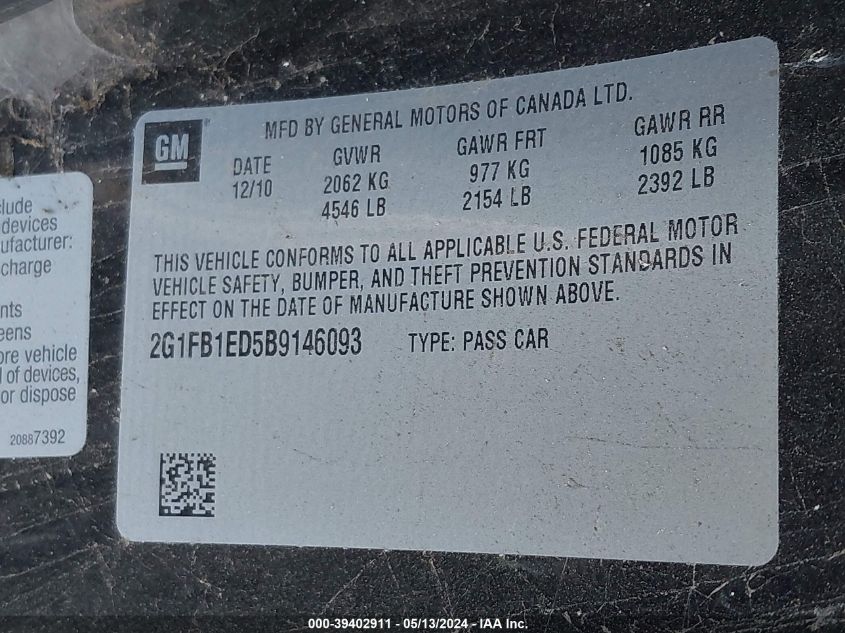 GM
MFD BY GENERAL MOTORS OF CANADA LTD.
DATE GVWR GAWR FRT GAWR RR
12/10 2062 KG 977 KG 1085 KG
4546 LB 2154 LB 2392 LB
THIS VEHICLE CONFORMS TO ALL APPLICABLE U.S. FEDERAL MOTOR
VEHICLE SAFETY, BUMPER, AND THEFT PREVENTION STANDARDS IN
EFFECT ON THE DATE OF MANUFACTURE SHOWN ABOVE.
2G1FB1ED5B9146093 TYPE: PASS CAR
clude
devices
ufacturer:
charge
nts
eens
ore vehicle
l of devices,
or dispose
20887392
000-39402911 - 05/13/2024 - IAA Inc.